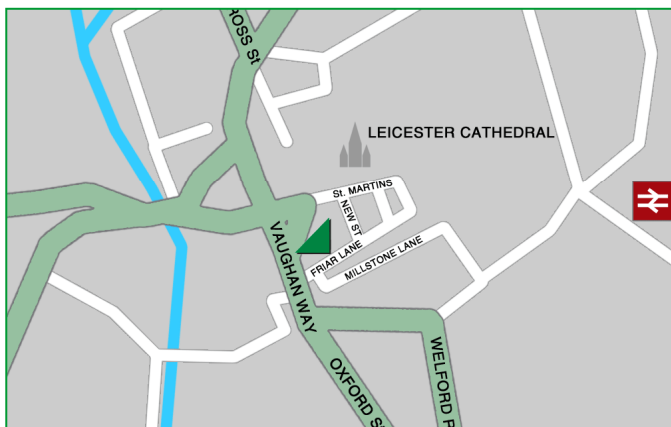 ROSS St
LEICESTER CATHEDRAL
St. MARTINS
NEW ST
FRIAR LANE
MILLSTONE LANE
VAUGHAN WAY
OXFORD S
WELFORD